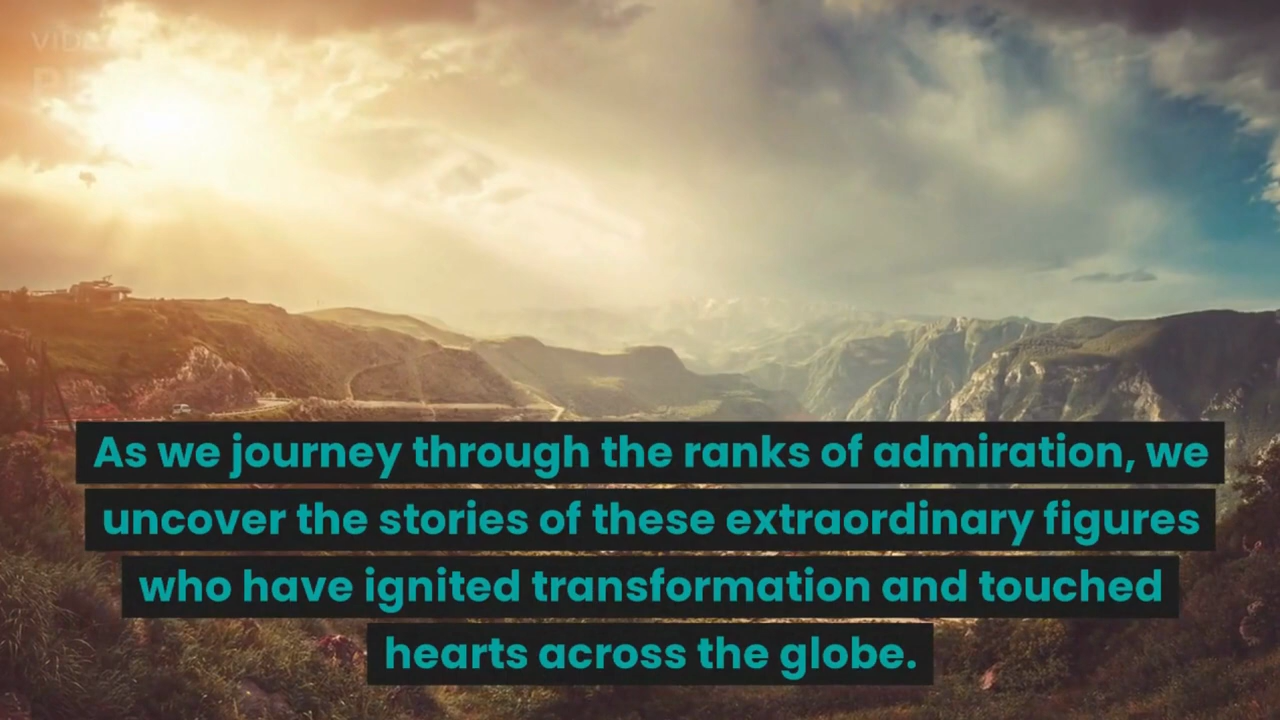 As we journey through the ranks of admiration, we
uncover the stories of these extraordinary figures
who have ignited transformation and touched
hearts across the globe.